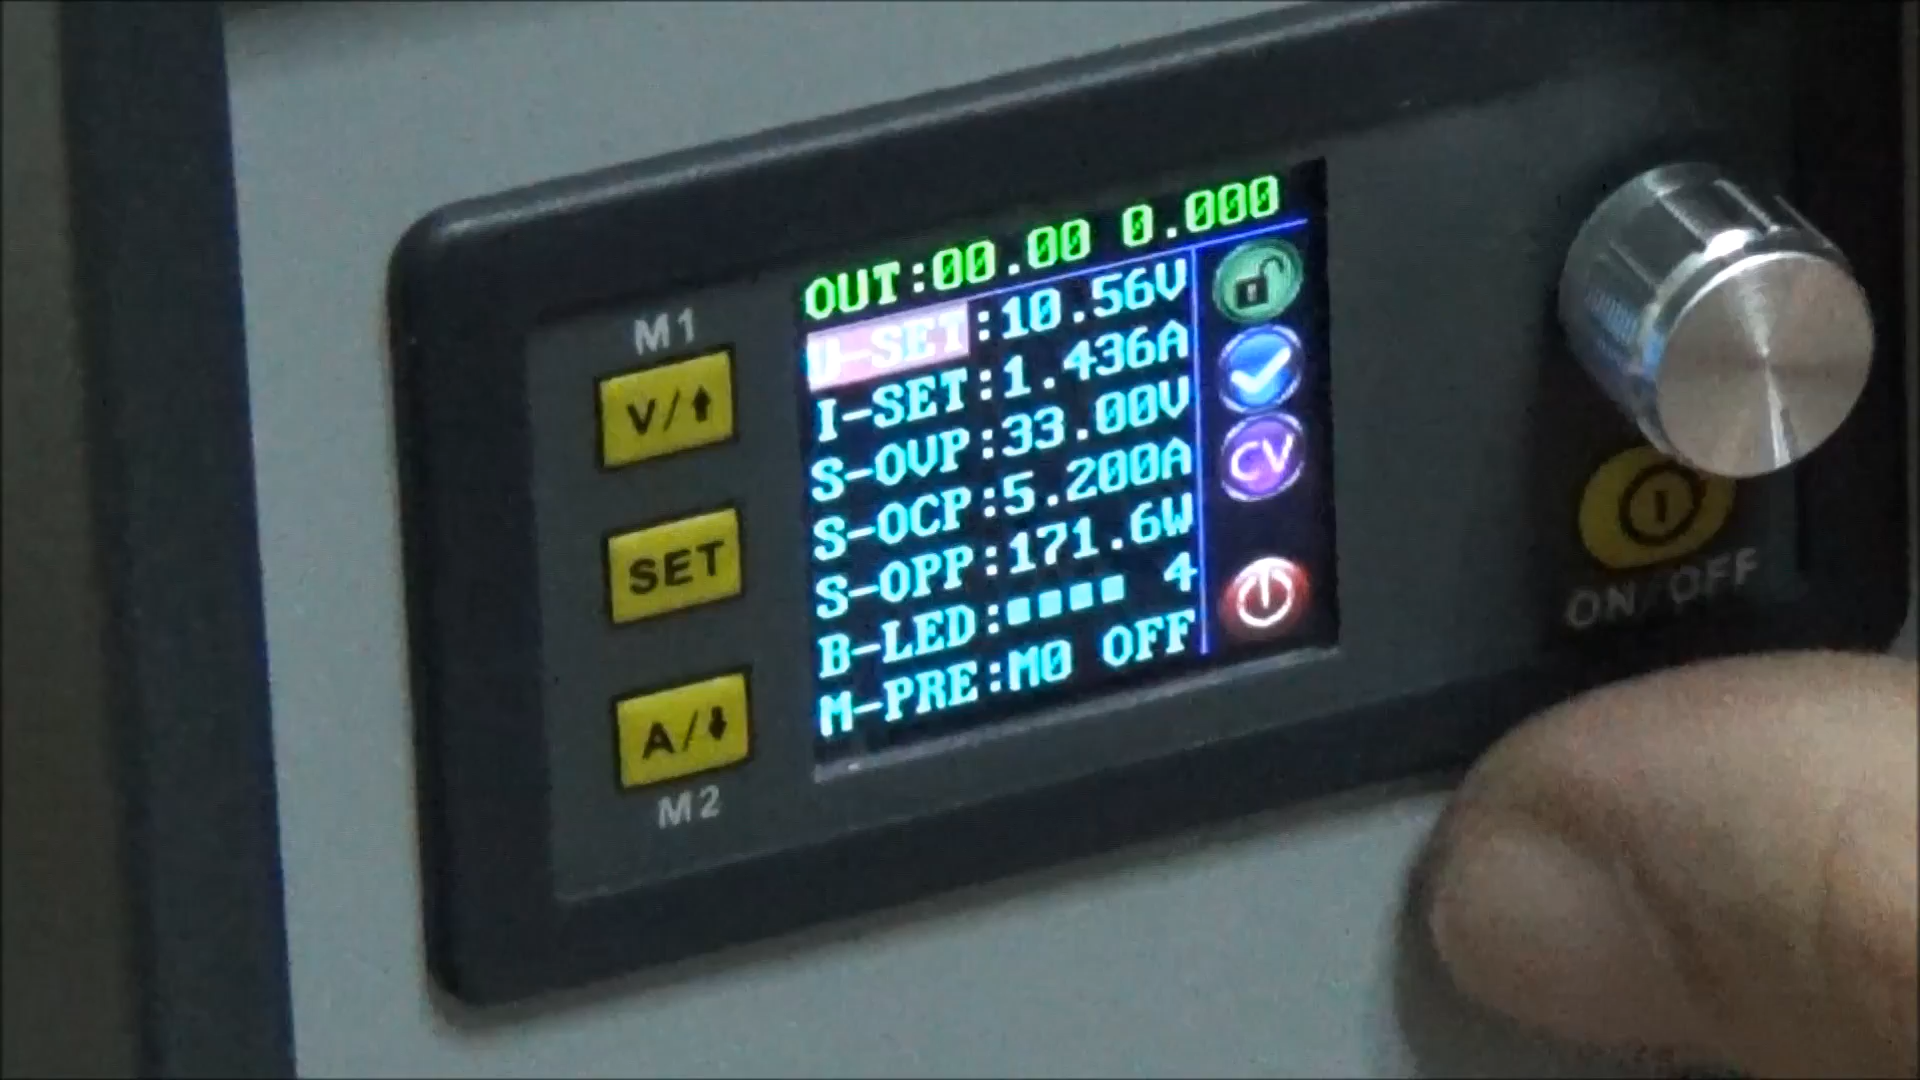 M1
V/⬆
SET
A/⬇
M2
OUT:00.00 0.000
U-SET:10.56V
I-SET:1.436A
S-OVP:33.00V
S-OCP:5.200A
S-OPP:171.6W
B-LED:▪▪▪▪ 4
M-PRE:M0 OFF
CV
ON/OFF